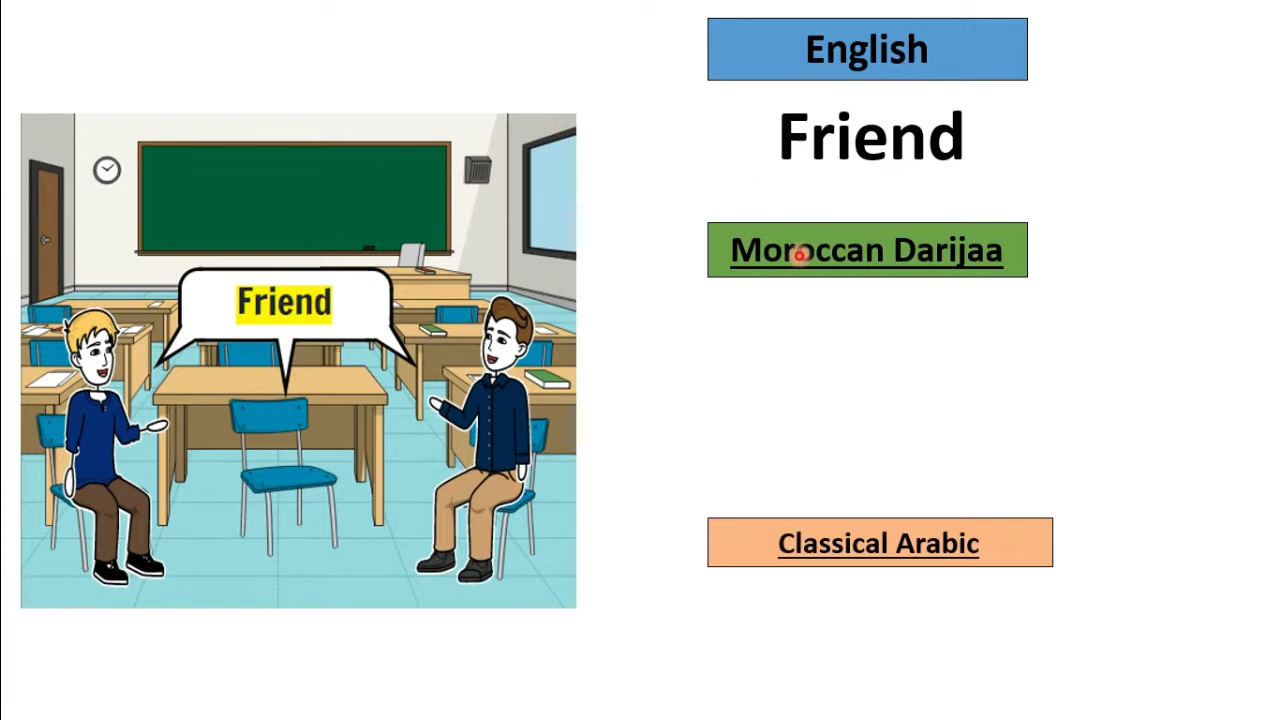 English
Friend
Moroccan Darijaa
Friend
Classical Arabic